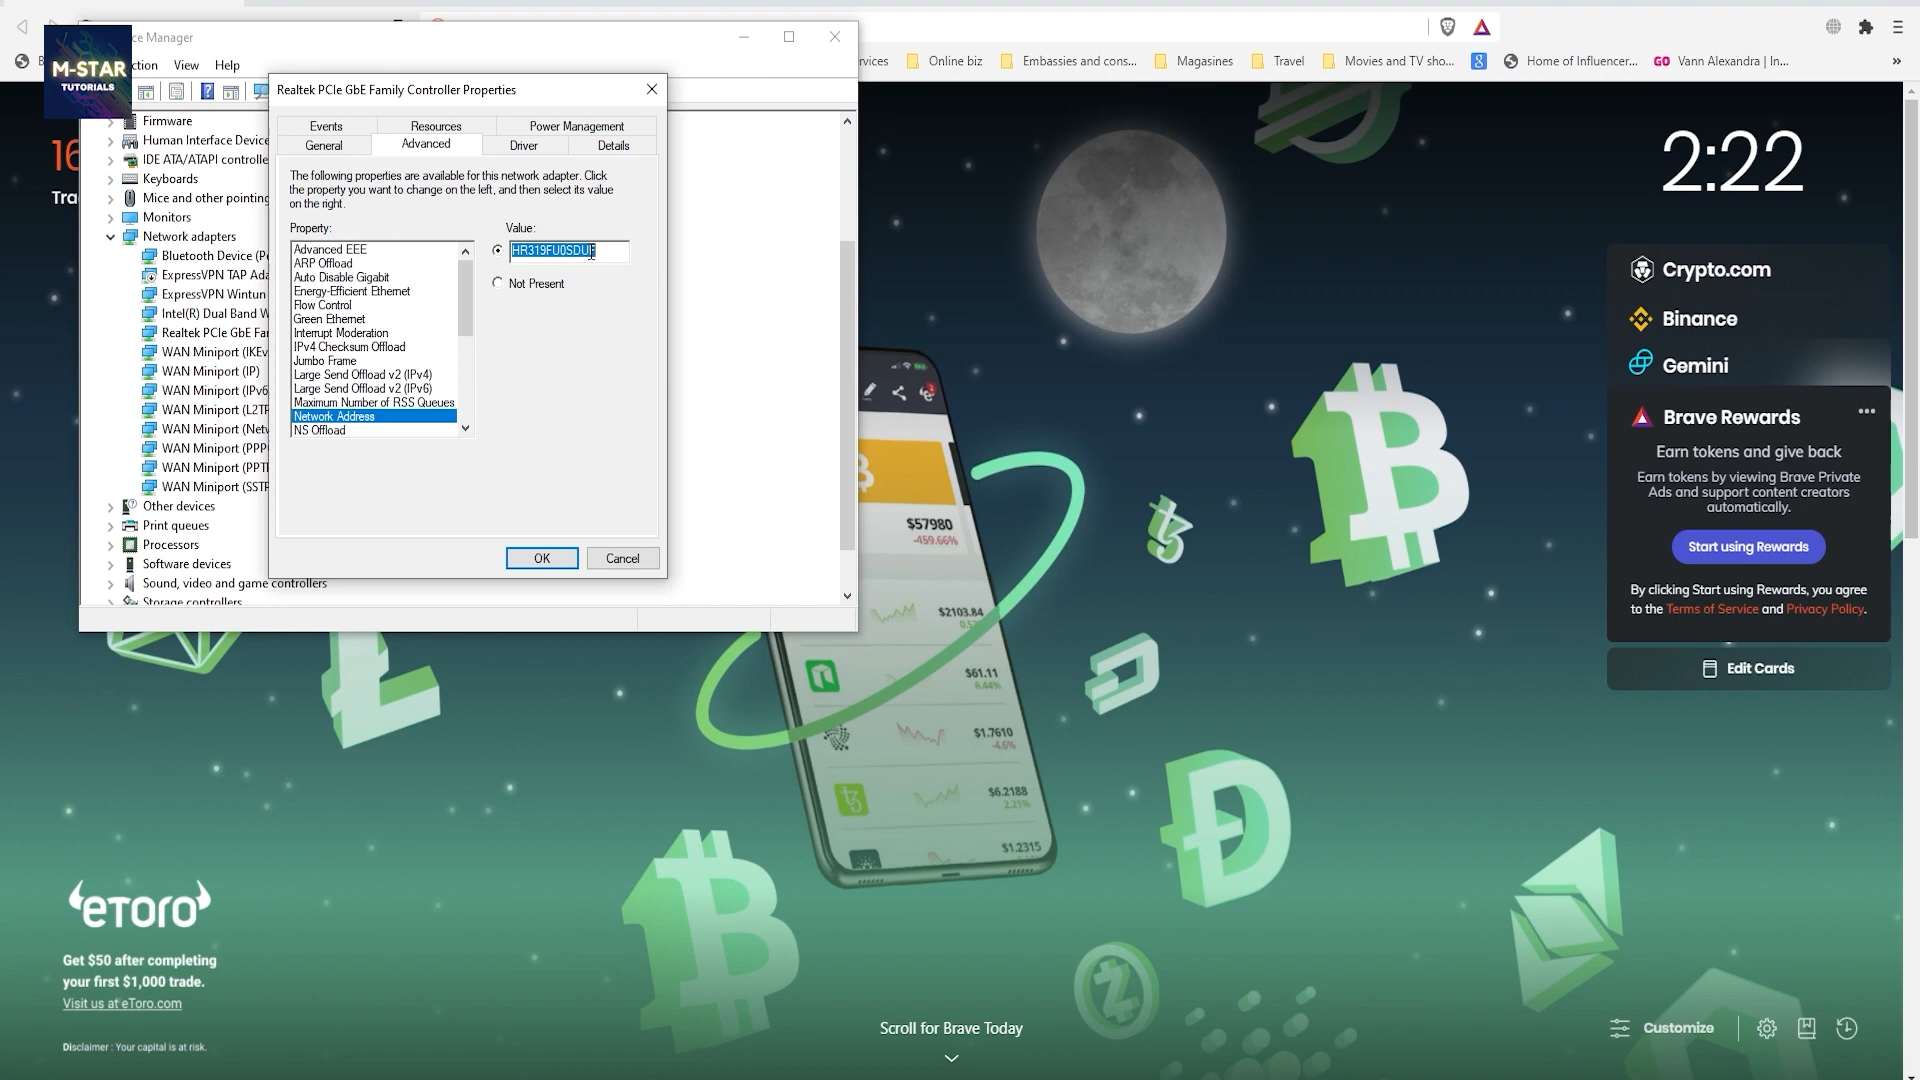 ce Manager
ction View Help
M-STAR
TUTORIALS
rvices
Online biz
Embassies and cons...
Magasines
Travel
Movies and TV sho...
Home of Influencer...
GO Vann Alexandra | In...
»
Firmware
Human Interface Device
IDE ATA/ATAPI controlle
Keyboards
Mice and other pointing
Monitors
Network adapters
Bluetooth Device (Pe
ExpressVPN TAP Ada
ExpressVPN Wintun
Intel(R) Dual Band W
Realtek PCIe GbE Fa
WAN Miniport (IKEv
WAN Miniport (IP)
WAN Miniport (IPv6
WAN Miniport (L2TP
WAN Miniport (Netw
WAN Miniport (PPP
WAN Miniport (PPTP
WAN Miniport (SSTP
Other devices
Print queues
Processors
Software devices
Sound, video and game controllers
Storage controllers
Realtek PCIe GbE Family Controller Properties
Events Resources Power Management
General Advanced Driver Details
The following properties are available for this network adapter. Click
the property you want to change on the left, and then select its value
on the right.
Property:
Value:
Advanced EEE
ARP Offload
Auto Disable Gigabit
Energy-Efficient Ethernet
Flow Control
Green Ethernet
Interrupt Moderation
IPv4 Checksum Offload
Jumbo Frame
Large Send Offload v2 (IPv4)
Large Send Offload v2 (IPv6)
Maximum Number of RSS Queues
Network Address
NS Offload
Not Present
OK Cancel
16
Tra
2:22
Crypto.com
Binance
Gemini
Brave Rewards
Earn tokens and give back
Earn tokens by viewing Brave Private
Ads and support content creators
automatically.
Start using Rewards
By clicking Start using Rewards, you agree
to the Terms of Service and Privacy Policy.
Edit Cards
$57980
-459.66%
$2103.84
$61.11
6.44%
$1.7610
-4.6%
$6.2188
2.21%
$1.2315
eToro
Get $50 after completing
your first $1,000 trade.
Visit us at eToro.com
Disclaimer : Your capital is at risk.
Scroll for Brave Today
Customize